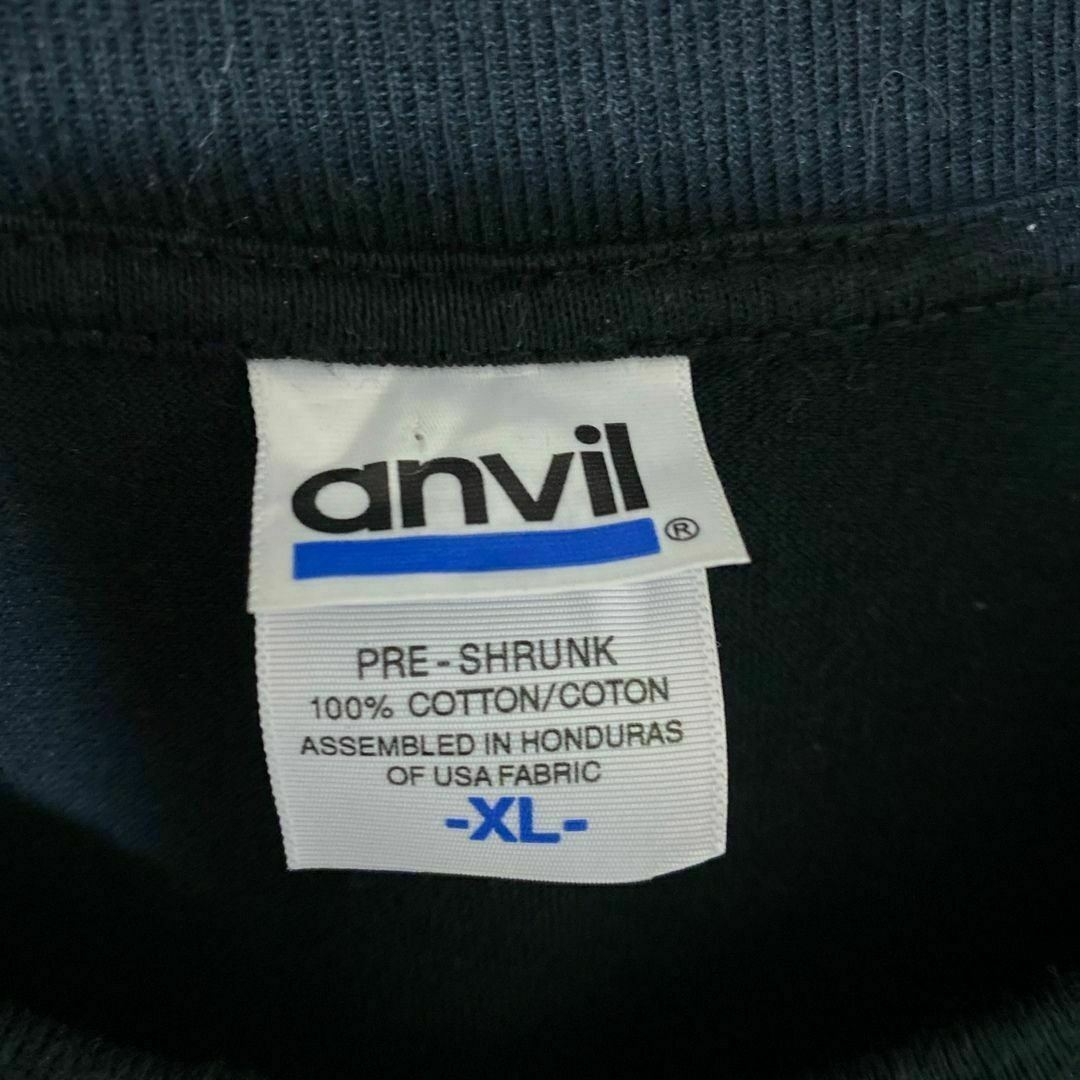 anvil®
PRE-SHRUNK
100% COTTON/COTON
ASSEMBLED IN HONDURAS
OF USA FABRIC
-XL-